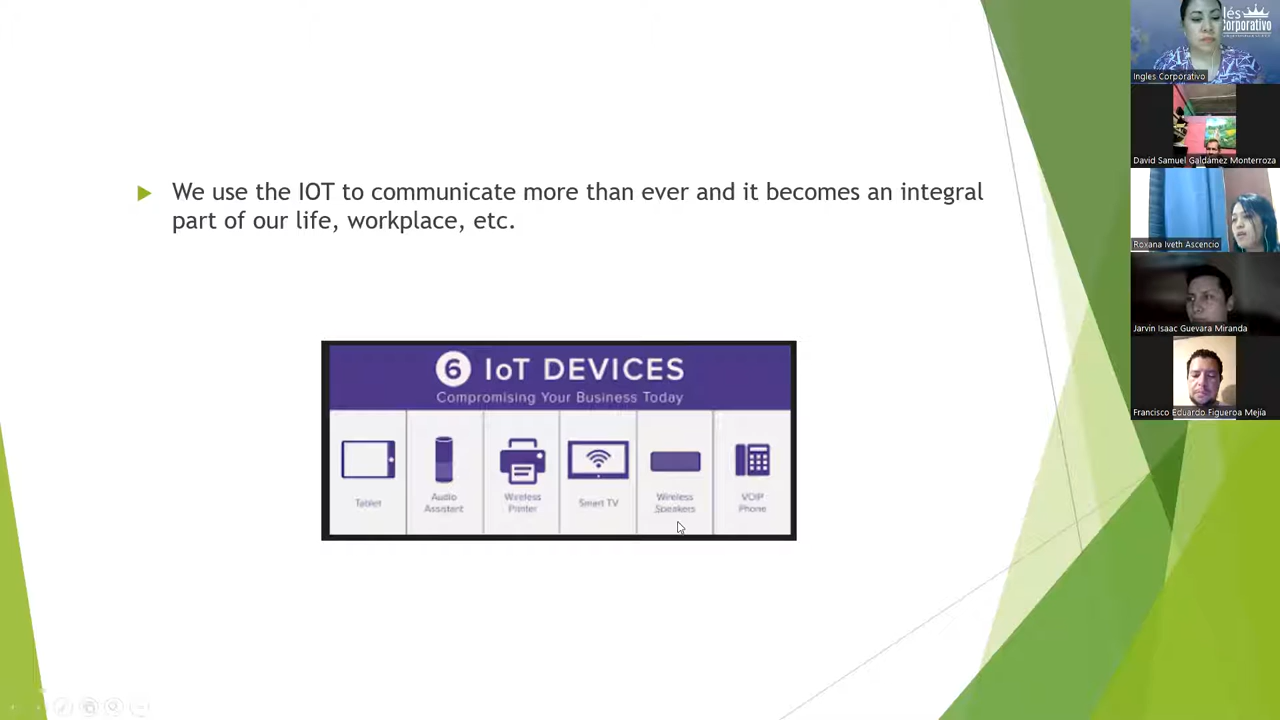 We use the IOT to communicate more than ever and it becomes an integral
part of our life, workplace, etc.
6 IoT DEVICES
Compromising Your Business Today
Tablet
Audio
Assistant
Wireless
Printer
Smart TV
Wireless
Speakers
VOIP
Phone
lés
Corporativo
Ingles Corporativo
David Samuel Galdámez Monterroza
Roxana Iveth Ascencio
Jarvin Isaac Guevara Miranda
Francisco Eduardo Figueroa Mejía